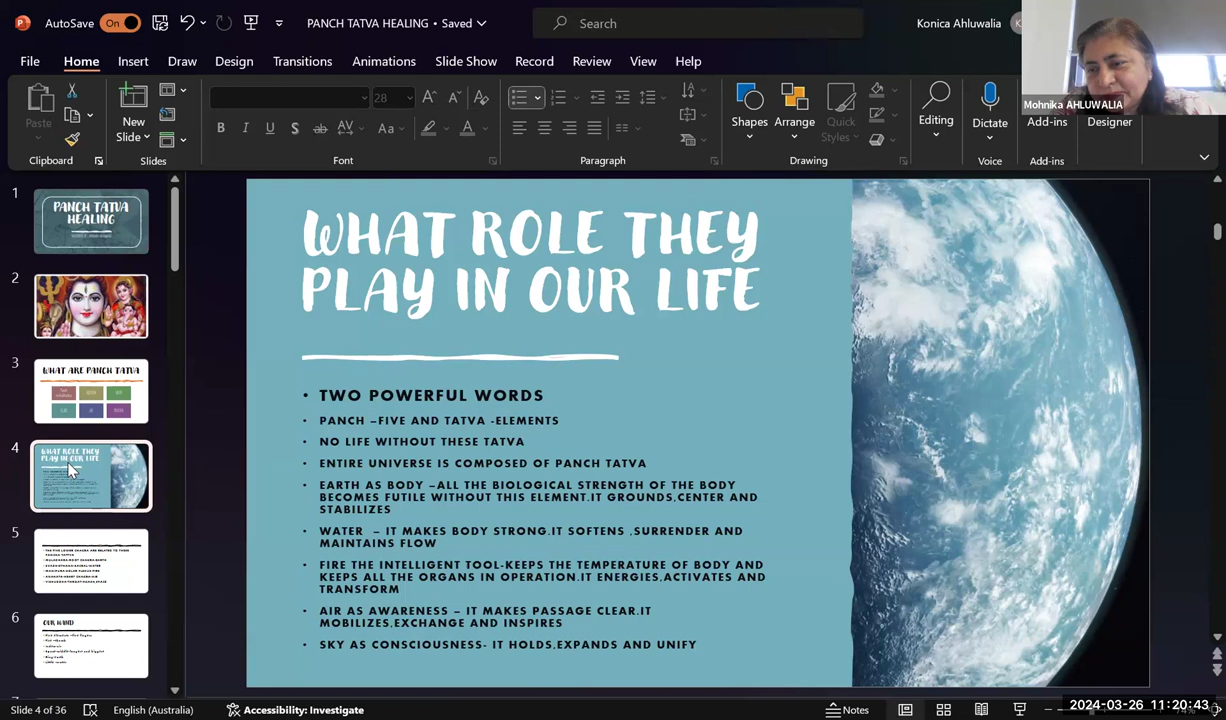 AutoSave On PANCH TATVA HEALING • Saved Search Konica Ahluwalia
File Home Insert Draw Design Transitions Animations Slide Show Record Review View Help
Mohnika AHLUWALIA
28
Paste New Slide B I U S ab AV Aa A Shapes Arrange Quick Styles Editing Dictate Add-ins Designer
Clipboard Slides Font Paragraph Drawing Voice Add-ins
1
PANCH TATVA
HEALING
2
3
WHAT ARE PANCH TATVA
4
WHAT ROLE THEY
PLAY IN OUR LIFE
5
6
OUR HAND
7
WHAT ROLE THEY
PLAY IN OUR LIFE
• TWO POWERFUL WORDS
• PANCH –FIVE AND TATVA -ELEMENTS
• NO LIFE WITHOUT THESE TATVA
• ENTIRE UNIVERSE IS COMPOSED OF PANCH TATVA
• EARTH AS BODY –ALL THE BIOLOGICAL STRENGTH OF THE BODY
BECOMES FUTILE WITHOUT THIS ELEMENT.IT GROUNDS,CENTER AND
STABILIZES
• WATER – IT MAKES BODY STRONG.IT SOFTENS ,SURRENDER AND
MAINTAINS FLOW
• FIRE THE INTELLIGENT TOOL-KEEPS THE TEMPERATURE OF BODY AND
KEEPS ALL THE ORGANS IN OPERATION.IT ENERGIES,ACTIVATES AND
TRANSFORM
• AIR AS AWARENESS – IT MAKES PASSAGE CLEAR.IT
MOBILIZES,EXCHANGE AND INSPIRES
• SKY AS CONSCIOUSNESS- IT HOLDS,EXPANDS AND UNIFY
Slide 4 of 36 English (Australia) Accessibility: Investigate Notes
2024-03-26 11:20:43